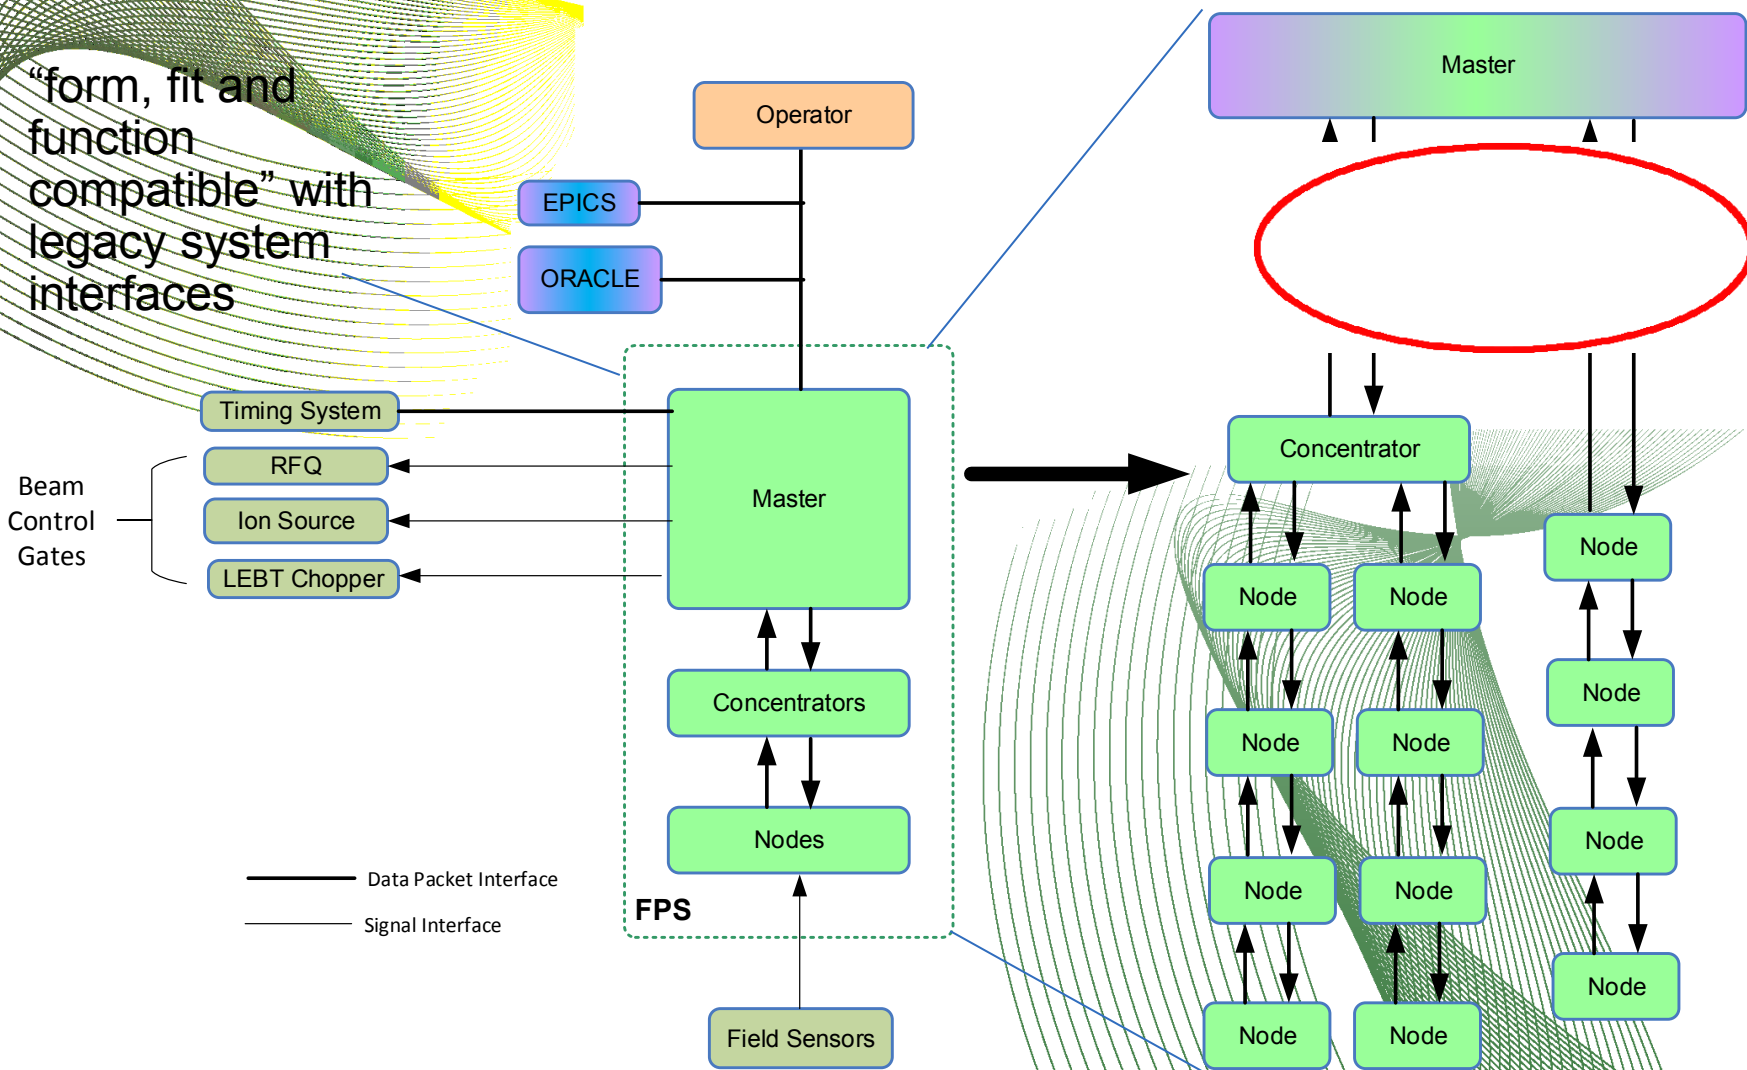 “form, fit and
function
compatible” with
legacy system
interfaces
Operator
EPICS
ORACLE
Timing System
RFQ
Ion Source
LEBT Chopper
Beam
Control
Gates
Master
Concentrators
Nodes
FPS
Field Sensors
Data Packet Interface
Signal Interface
Master
Concentrator
Node
Node
Node
Node
Node
Node
Node
Node
Node
Node
Node
Node